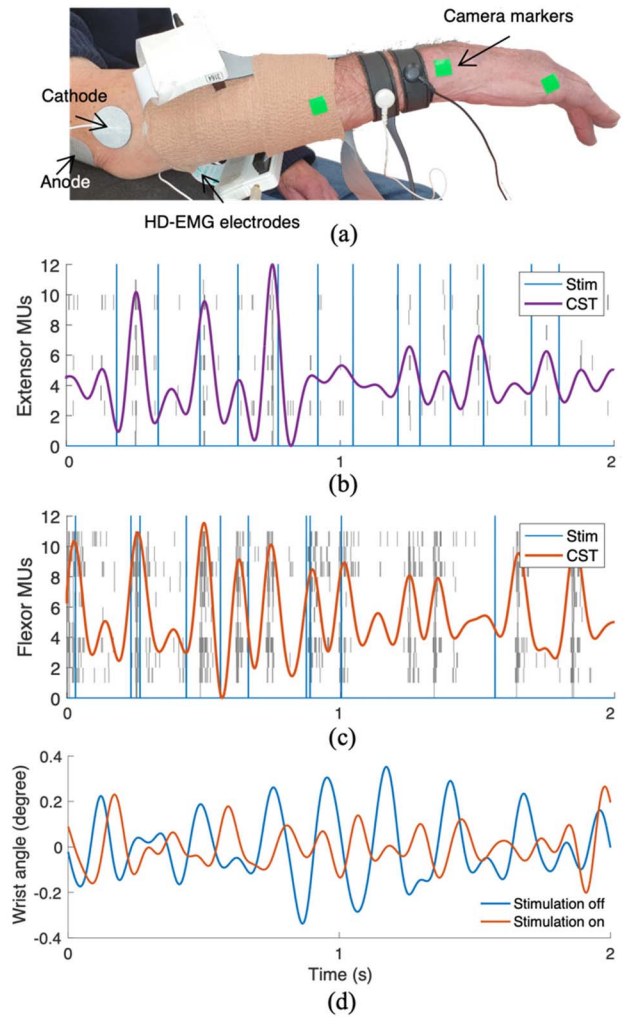 Camera markers
Cathode
Anode
HD-EMG electrodes
(a)
Extensor MUs
12
10
8
6
4
2
0
Stim
CST
0
1
2
(b)
Flexor MUs
12
10
8
6
4
2
0
Stim
CST
0
1
2
(c)
Wrist angle (degree)
0.4
0.2
0
-0.2
-0.4
Stimulation off
Stimulation on
0
1
2
Time (s)
(d)